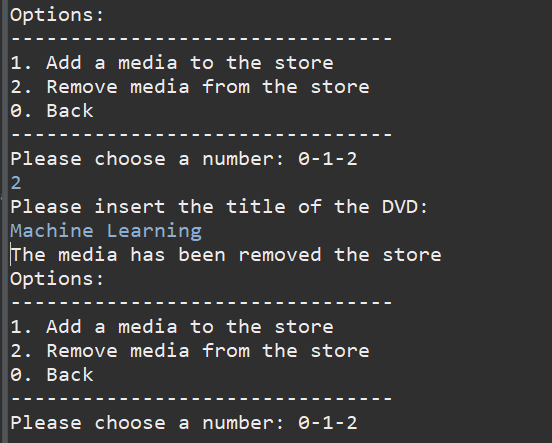 Options:
--------------------------------
1. Add a media to the store
2. Remove media from the store
0. Back
--------------------------------
Please choose a number: 0-1-2
2
Please insert the title of the DVD:
Machine Learning
The media has been removed the store
Options:
--------------------------------
1. Add a media to the store
2. Remove media from the store
0. Back
--------------------------------
Please choose a number: 0-1-2